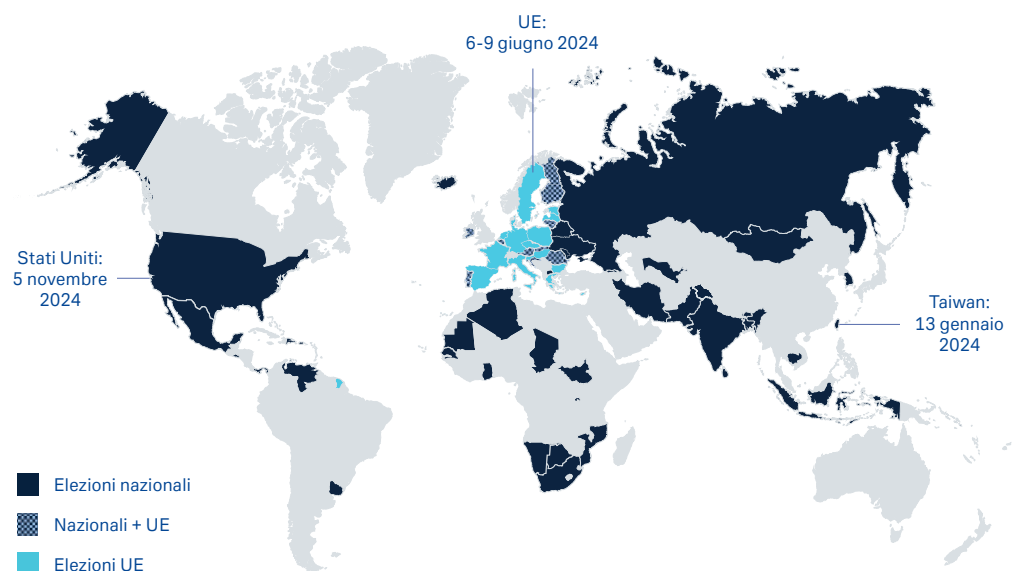 UE:
6-9 giugno 2024
Stati Uniti:
5 novembre
2024
Taiwan:
13 gennaio
2024
Elezioni nazionali
Nazionali + UE
Elezioni UE